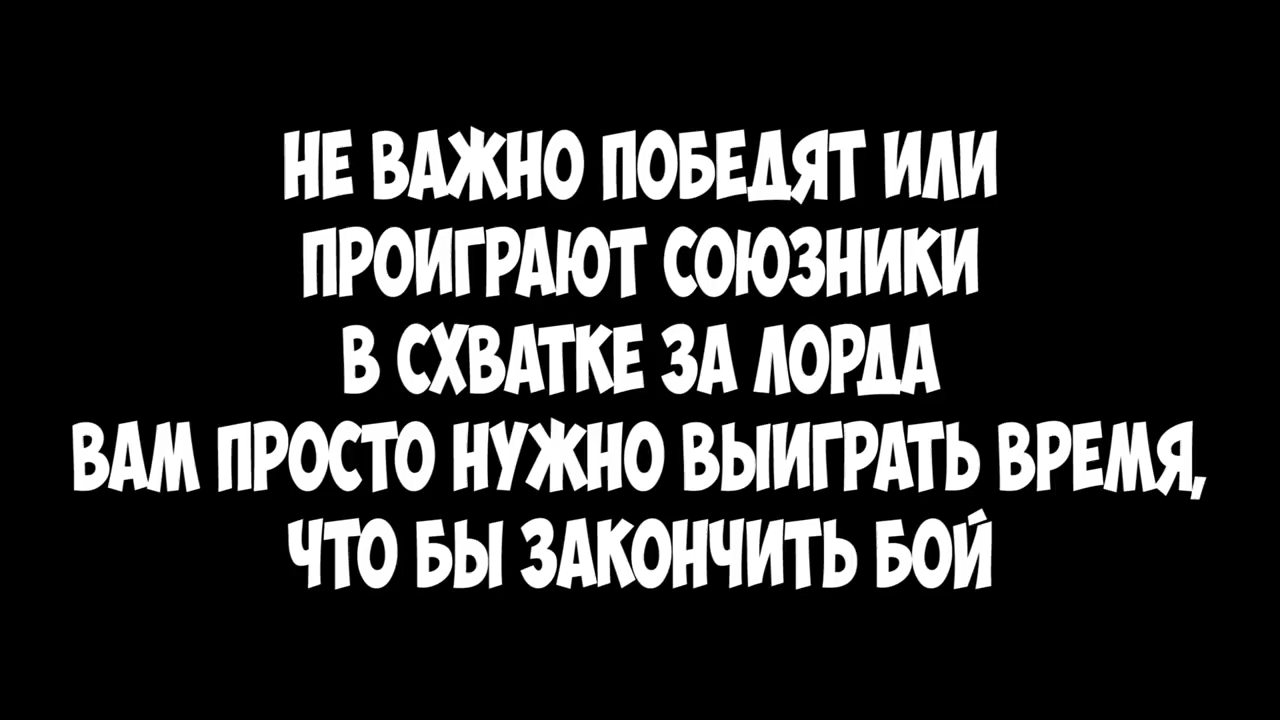 НЕ ВАЖНО ПОБЕДЯТ ИЛИ
ПРОИГРАЮТ СОЮЗНИКИ
В СХВАТКЕ ЗА ЛОРДА
ВАМ ПРОСТО НУЖНО ВЫИГРАТЬ ВРЕМЯ,
ЧТО БЫ ЗАКОНЧИТЬ БОЙ